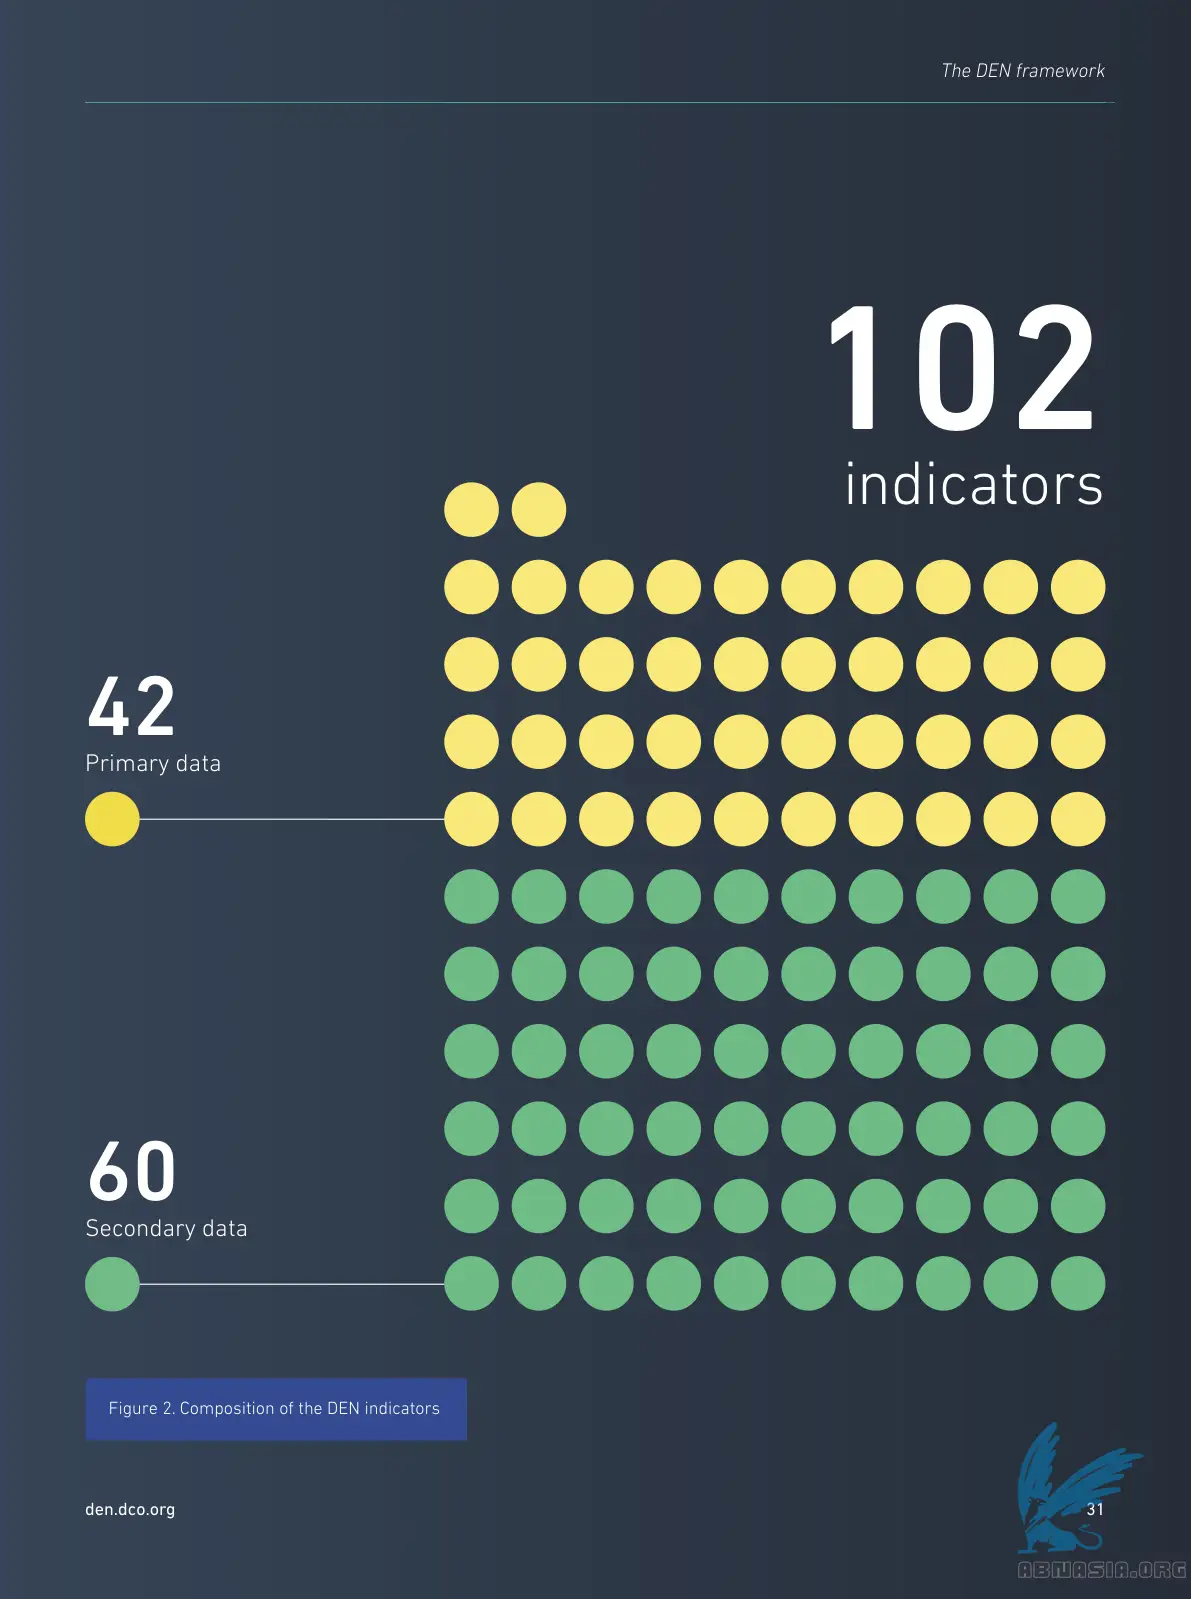 The DEN framework
102
indicators
42
Primary data
60
Secondary data
Figure 2. Composition of the DEN indicators
den.dco.org
31
ABNASIA.ORG